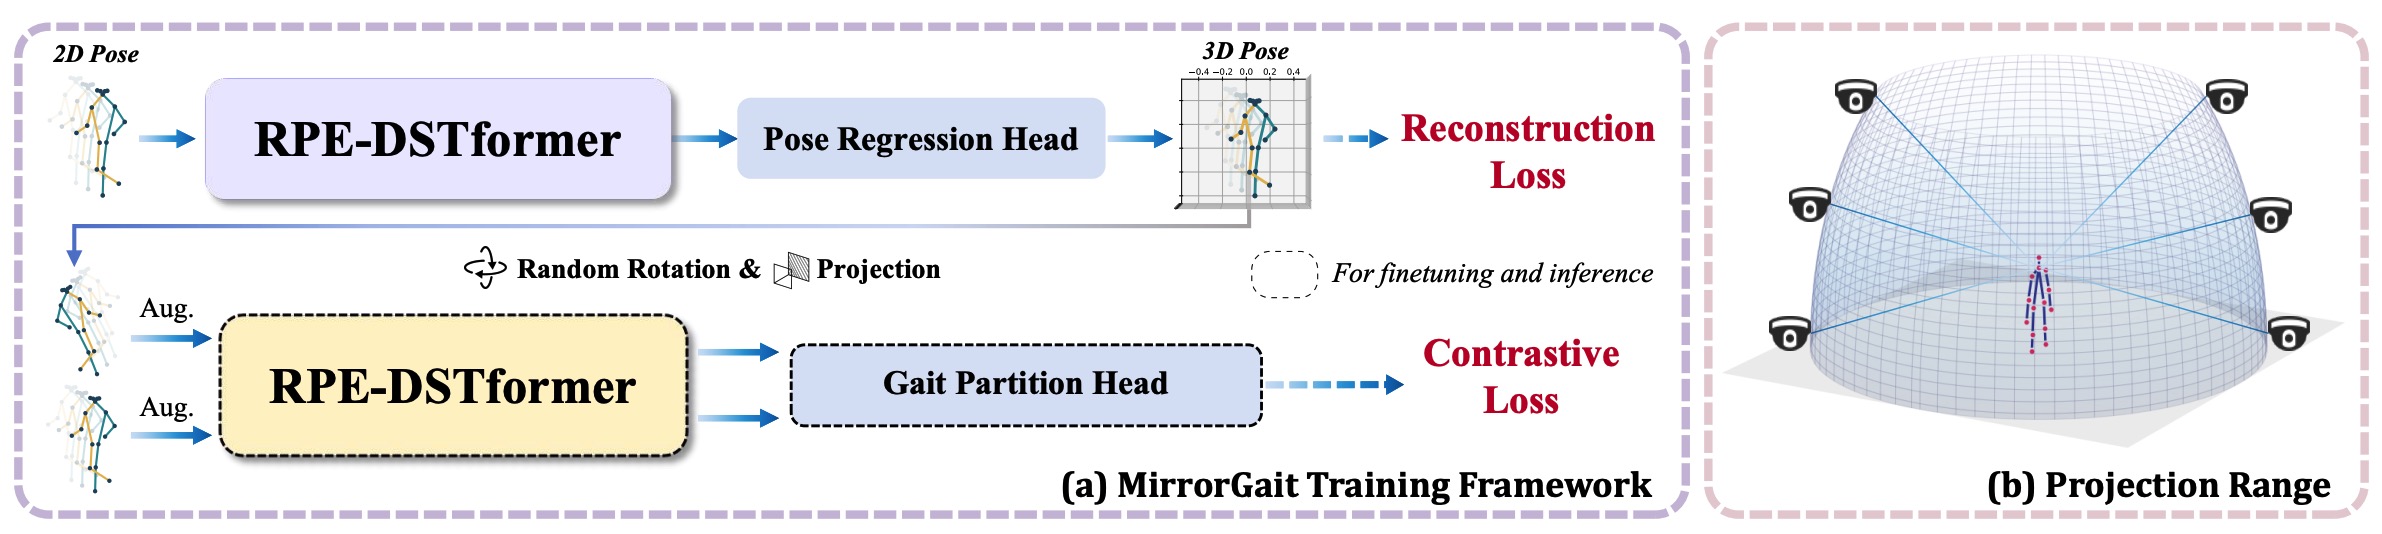 2D Pose
RPE-DSTformer
Pose Regression Head
3D Pose
−0.4 −0.2 0.0 0.2 0.4
Reconstruction
Loss
Random Rotation & Projection
For finetuning and inference
Aug.
Aug.
RPE-DSTformer
Gait Partition Head
Contrastive
Loss
(a) MirrorGait Training Framework
(b) Projection Range